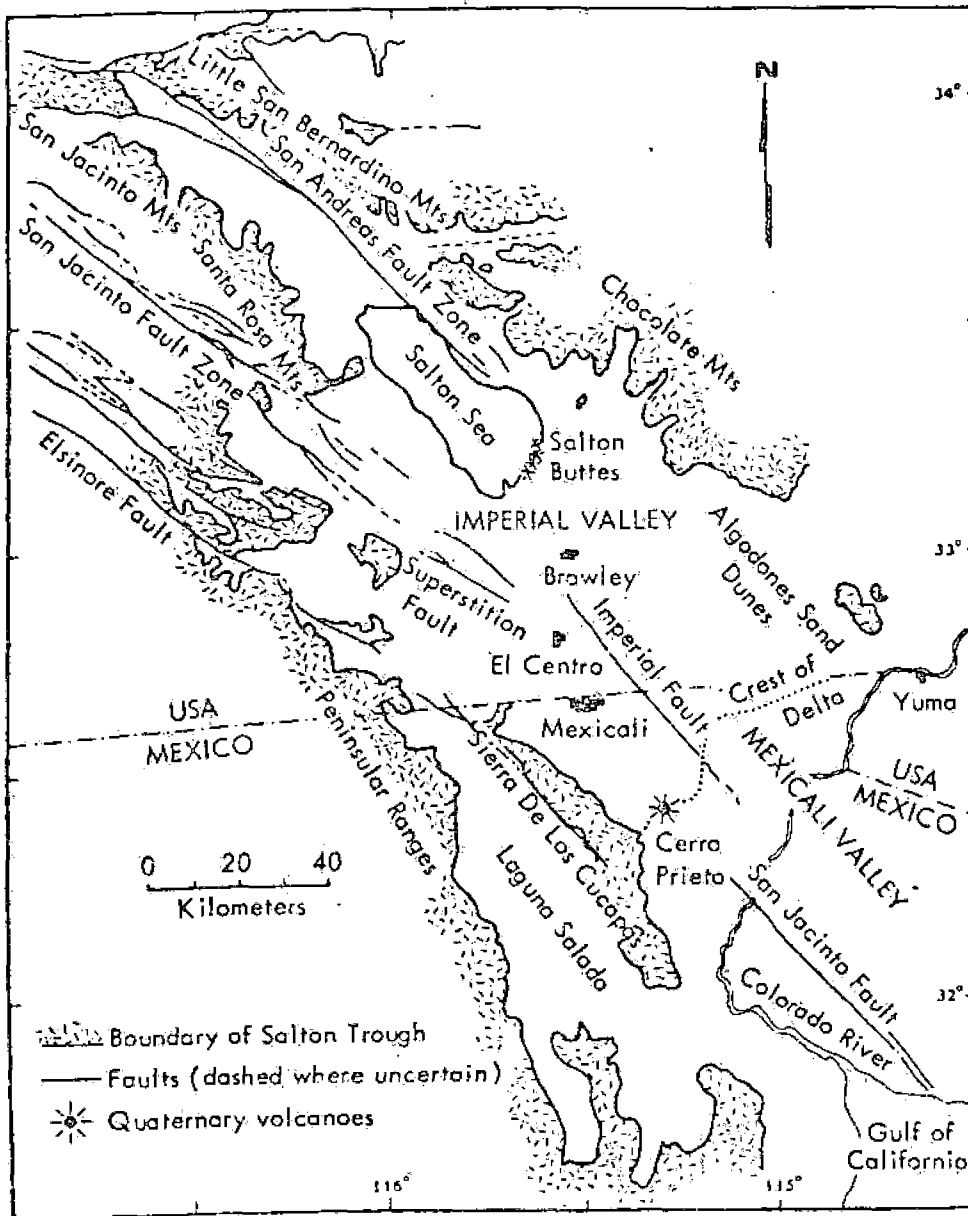 N
34°
Little San Bernardino Mts
San Andreas Fault Zone
San Jacinto Mts
Santa Rosa Mts
San Jacinto Fault Zone
Chocolate Mts
Salton Sea
Salton
Buttes
Elsinore Fault
IMPERIAL VALLEY
Algodones Sand
Dunes
33°
Superstition
Fault
Brawley
Imperial Fault
El Centro
Crest of
Delta
Yuma
USA
MEXICO
Mexicali
Peninsular Ranges
Sierra De Los Cucapas
MEXICALI VALLEY
USA
MEXICO
Cerro
Prieto
0 20 40
Kilometers
Laguna Salada
San Jacinto Fault
Colorado River
32°
Boundary of Salton Trough
Faults (dashed where uncertain)
Quaternary volcanoes
Gulf of
California
116°
115°